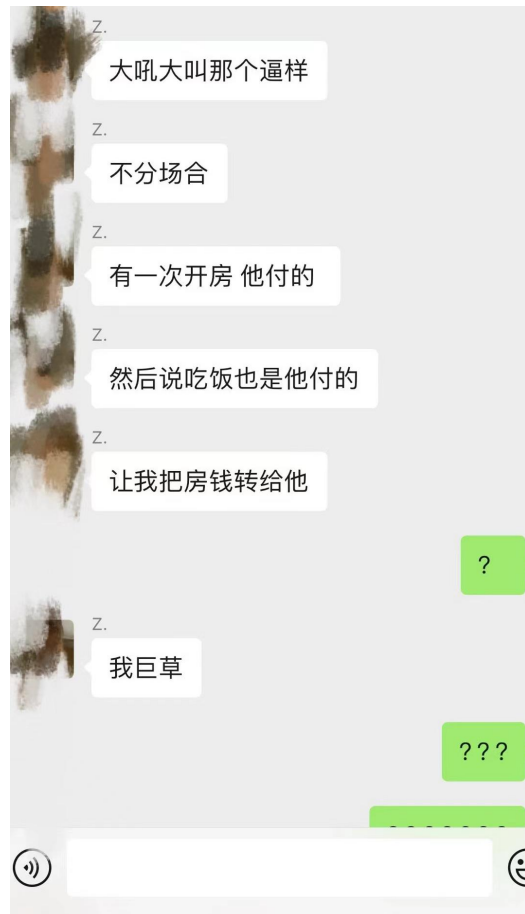 Z.
大吼大叫那个逼样
Z.
不分场合
Z.
有一次开房 他付的
Z.
然后说吃饭也是他付的
Z.
让我把房钱转给他
?
Z.
我巨草
???